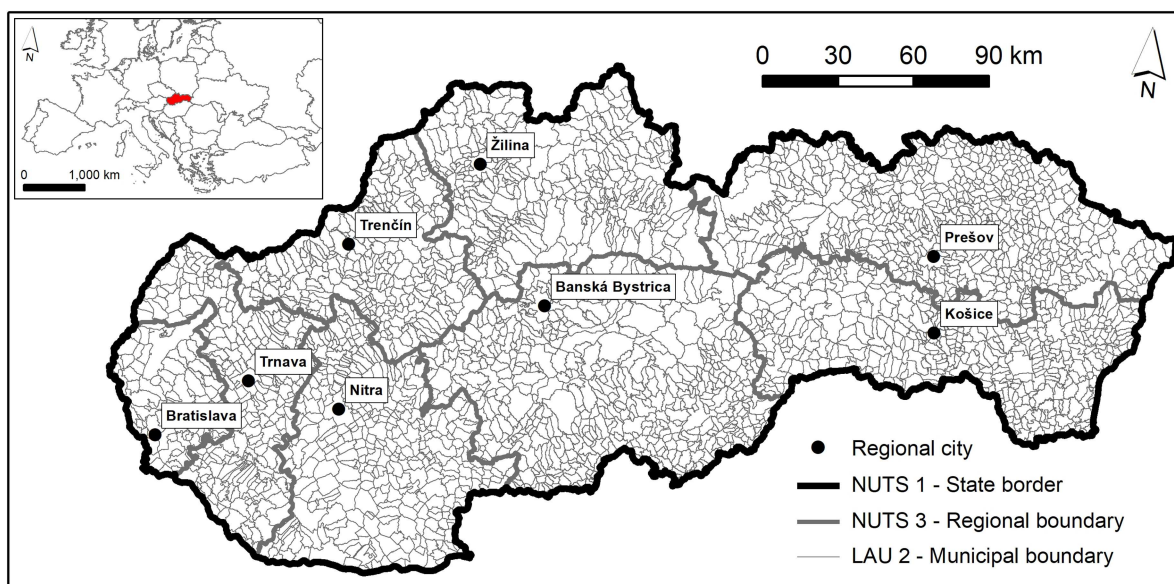 N
0 1,000 km
0 30 60 90 km
N
Žilina
Trenčín
Prešov
Banská Bystrica
Košice
Trnava
Nitra
Bratislava
Regional city
NUTS 1 - State border
NUTS 3 - Regional boundary
LAU 2 - Municipal boundary